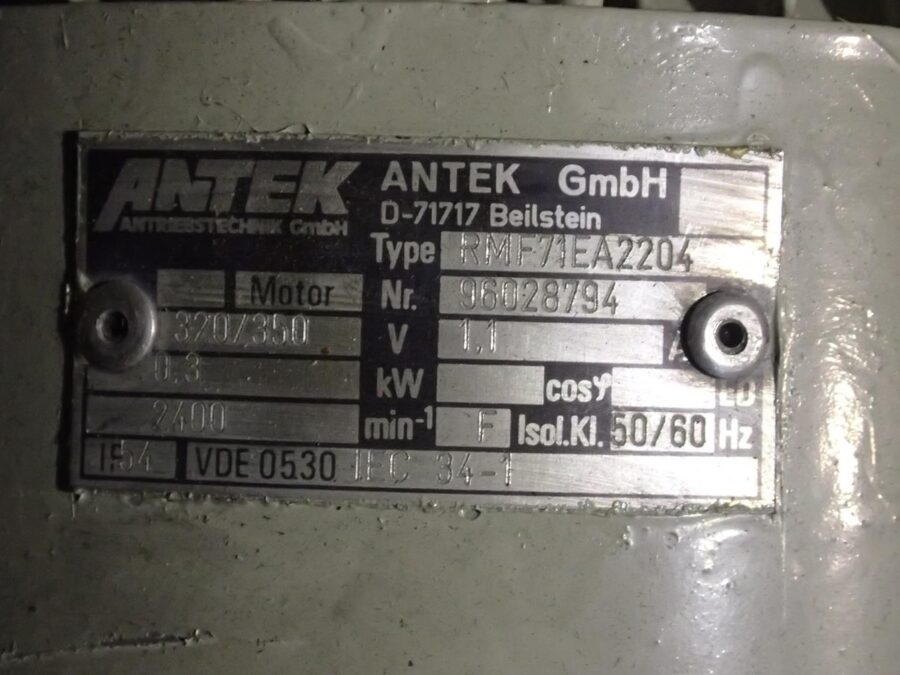 ANTEK
ANTRIEBSTECHNIK GmbH
ANTEK GmbH
D-71717 Beilstein
Type RMF71EA2204
Motor Nr. 96028794
320/350 V 1,1 A
0,3 kW cosφ
2400 min-1 F Isol.Kl. 50/60 Hz
IP54 VDE 0530 IEC 34-1